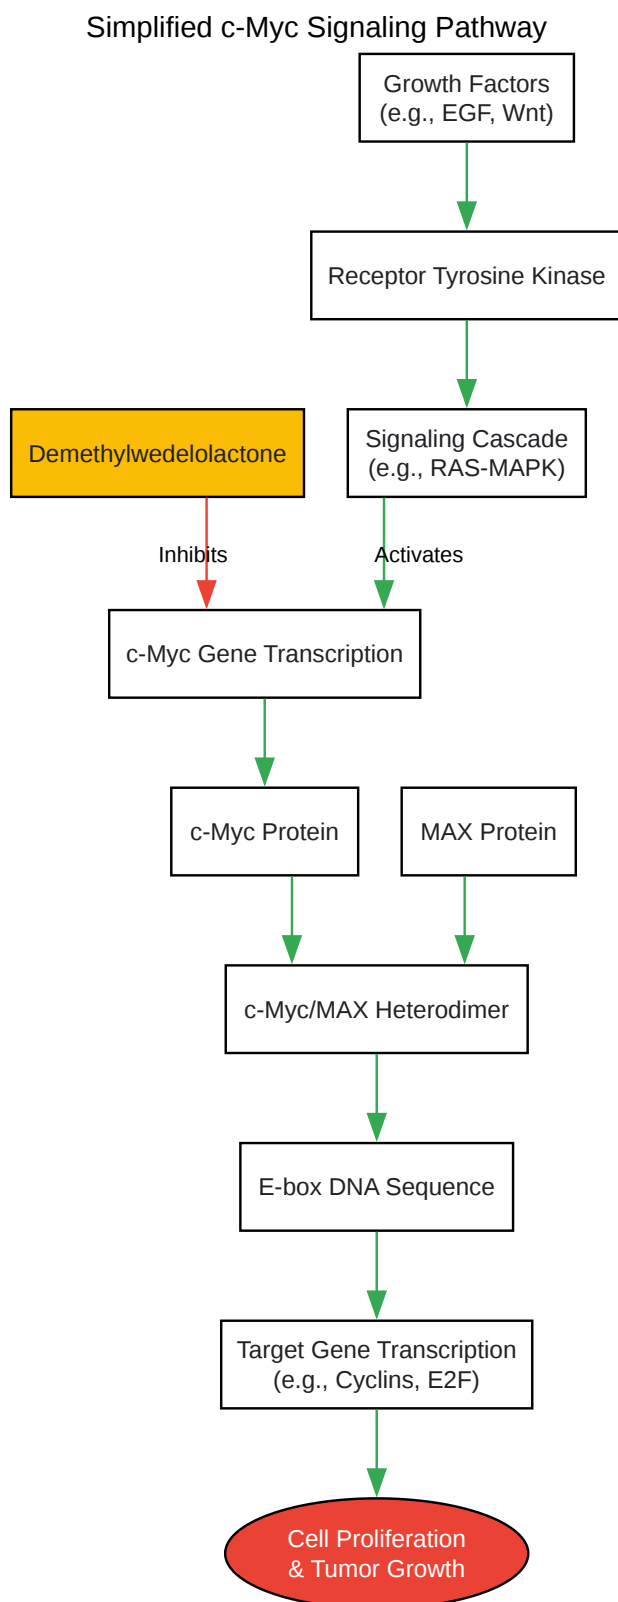 Simplified c-Myc Signaling Pathway
Growth Factors
(e.g., EGF, Wnt)
Receptor Tyrosine Kinase
Demethylwedelolactone
Signaling Cascade
(e.g., RAS-MAPK)
Inhibits
Activates
c-Myc Gene Transcription
c-Myc Protein
MAX Protein
c-Myc/MAX Heterodimer
E-box DNA Sequence
Target Gene Transcription
(e.g., Cyclins, E2F)
Cell Proliferation
& Tumor Growth